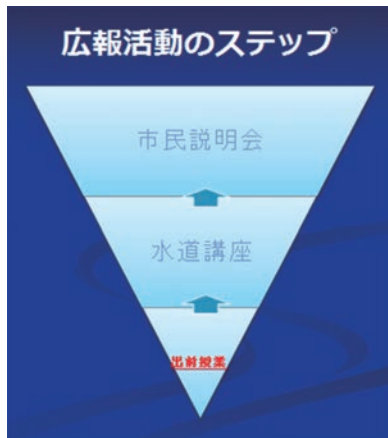 広報活動のステップ
市民説明会
水道講座
出前授業